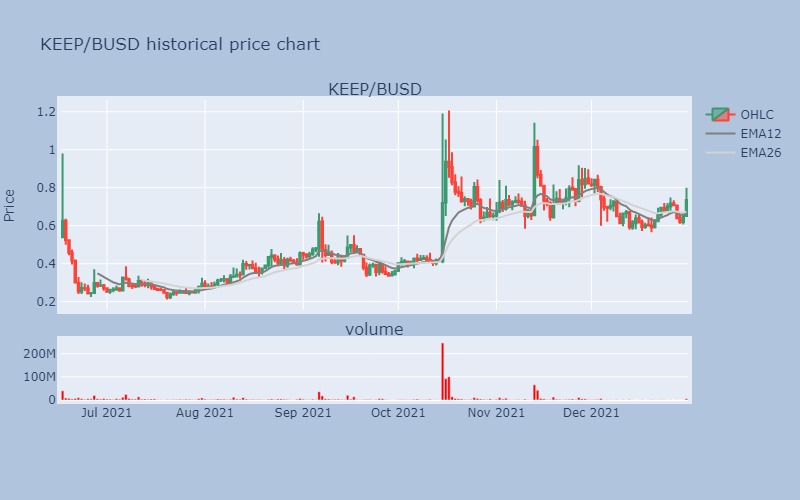 KEEP/BUSD historical price chart
KEEP/BUSD
1.2
1
0.8
0.6
0.4
0.2
Price
OHLC
EMA12
EMA26
volume
200M
100M
0
Jul 2021 Aug 2021 Sep 2021 Oct 2021 Nov 2021 Dec 2021